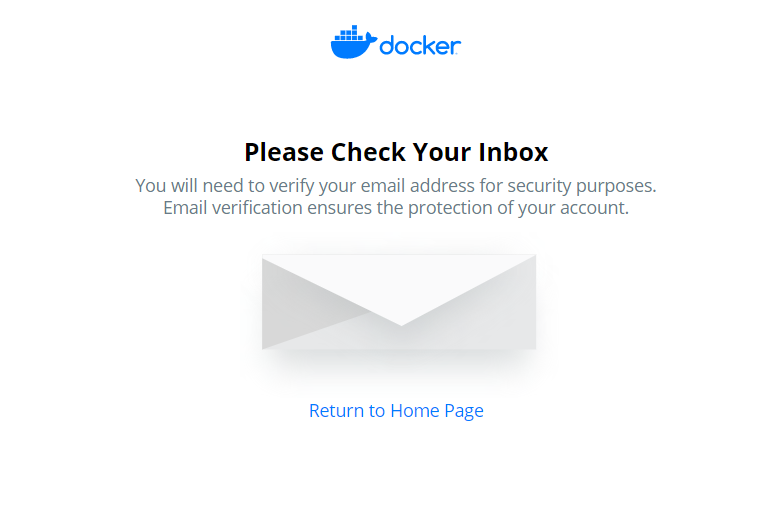 docker
Please Check Your Inbox
You will need to verify your email address for security purposes.
Email verification ensures the protection of your account.
Return to Home Page